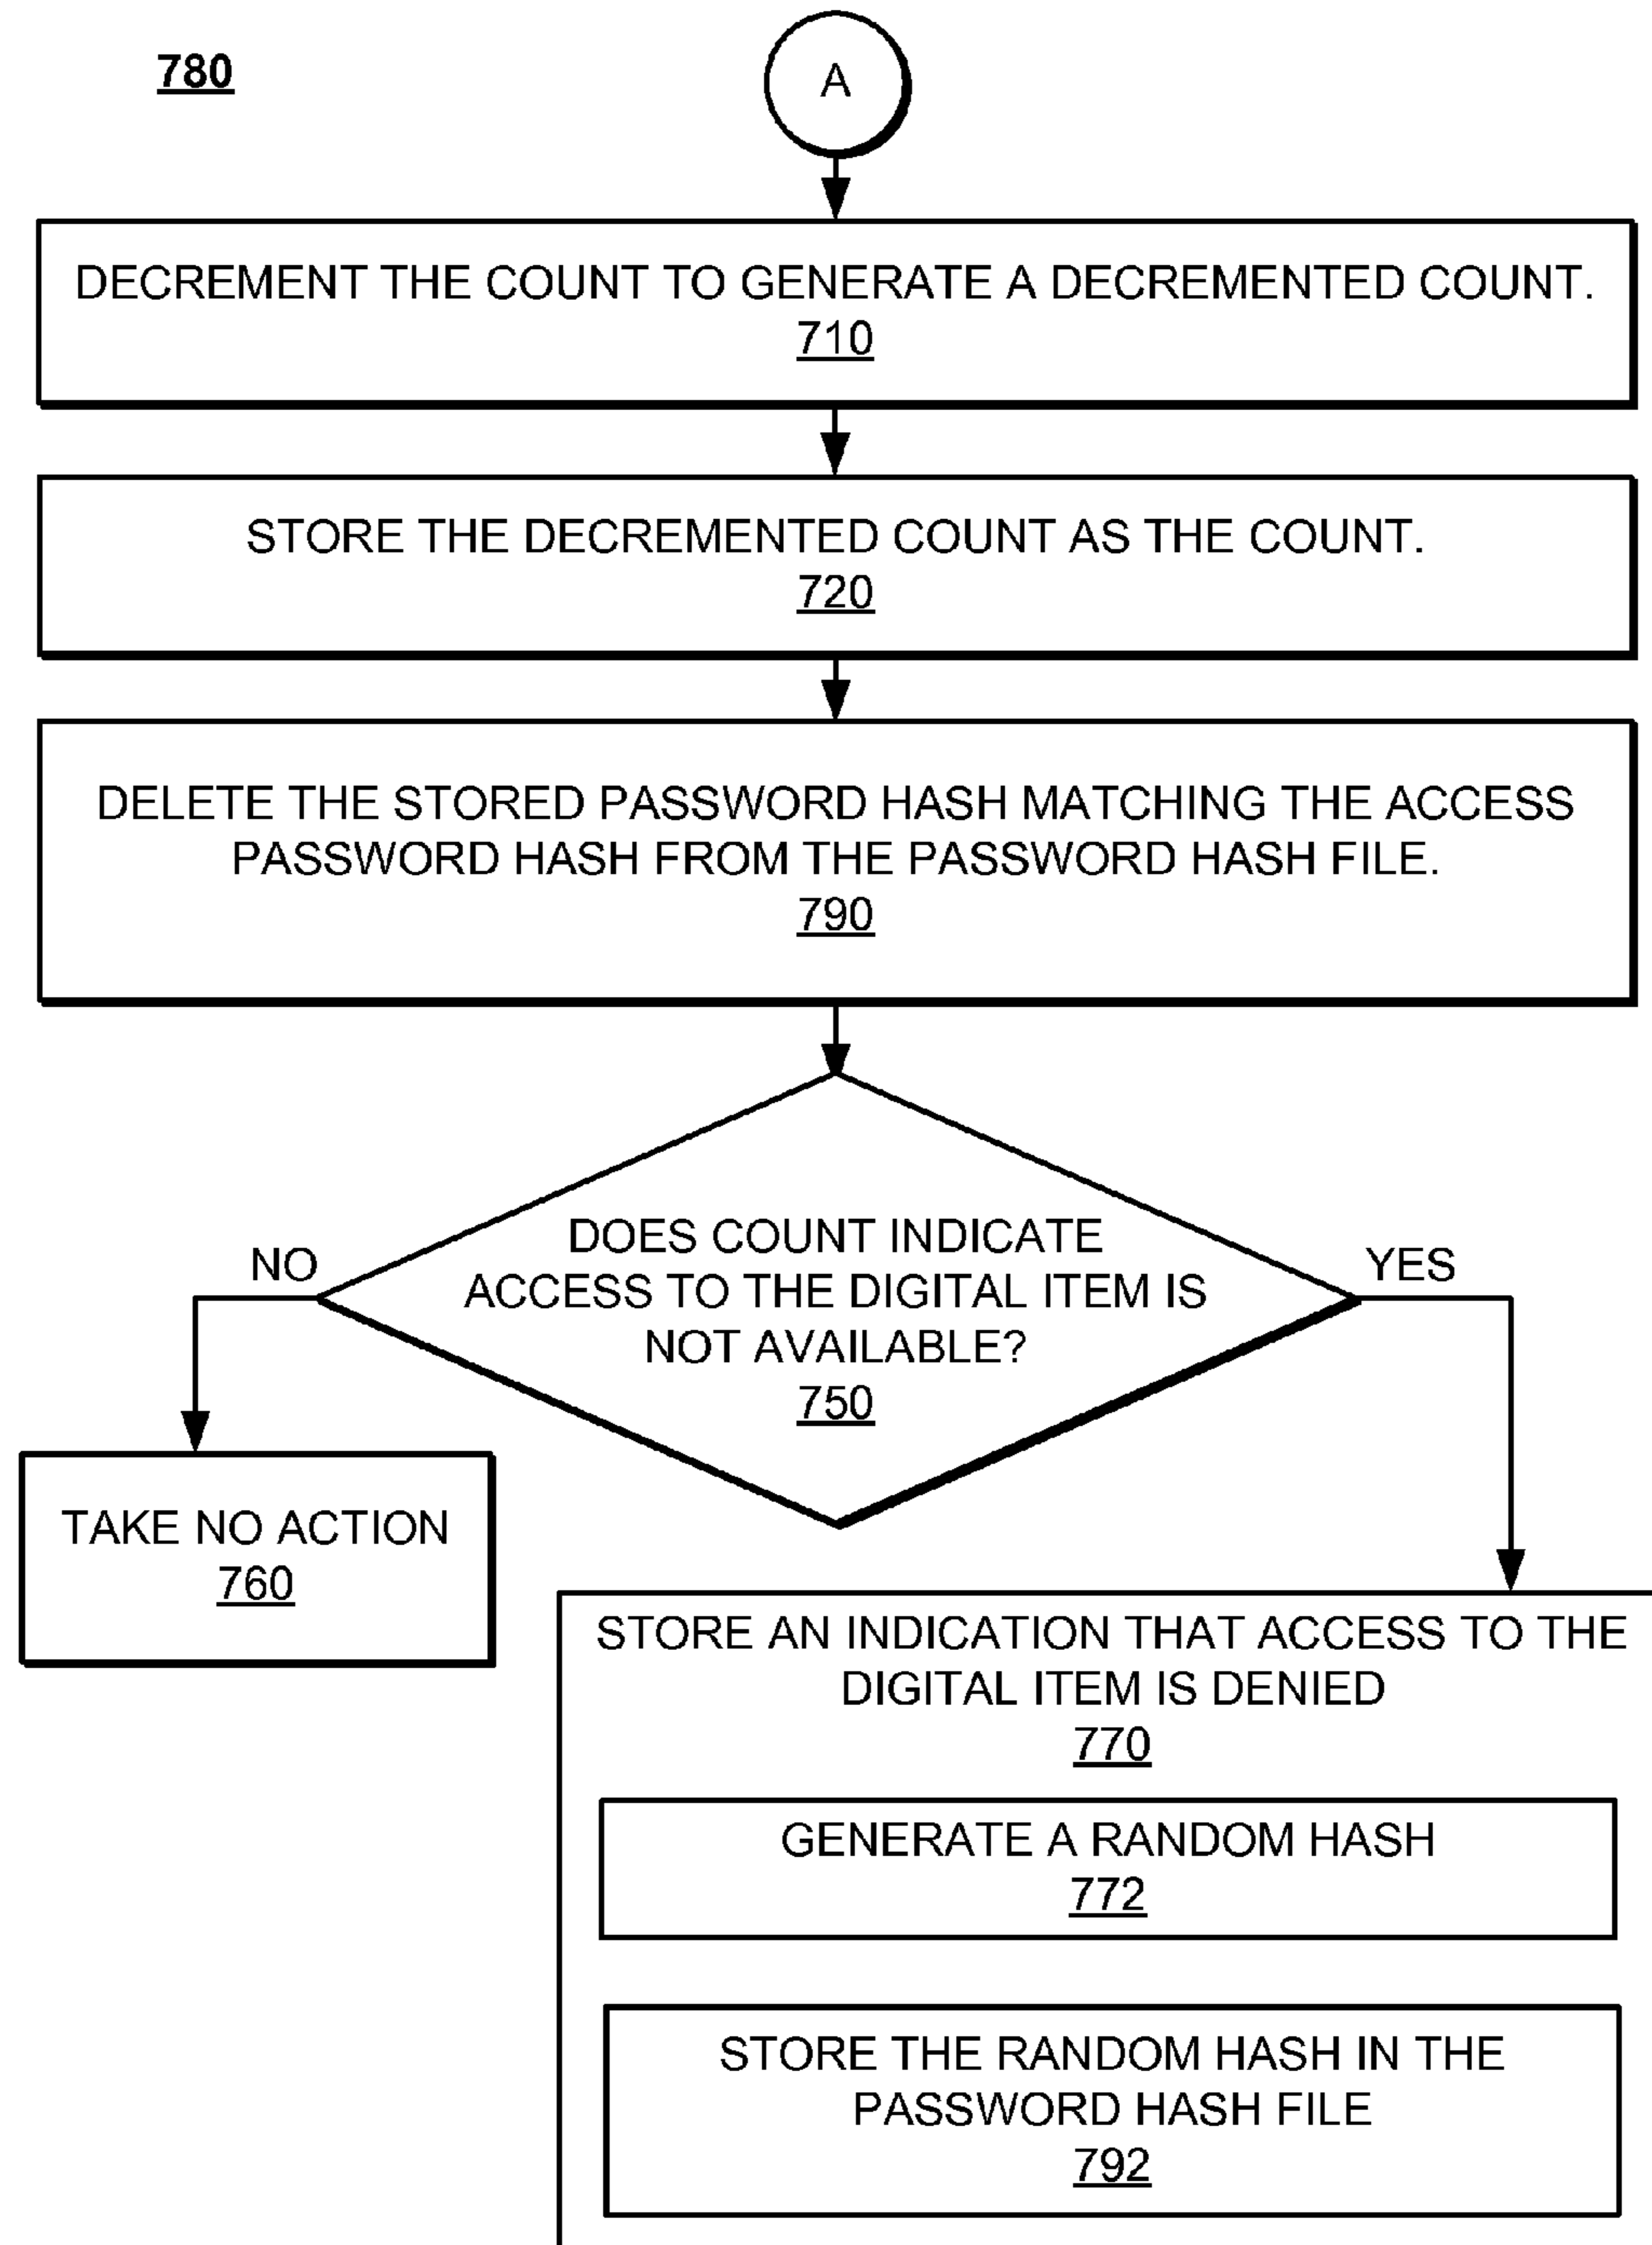 780
A
DECREMENT THE COUNT TO GENERATE A DECREMENTED COUNT.
710
STORE THE DECREMENTED COUNT AS THE COUNT.
720
DELETE THE STORED PASSWORD HASH MATCHING THE ACCESS
PASSWORD HASH FROM THE PASSWORD HASH FILE.
790
DOES COUNT INDICATE
ACCESS TO THE DIGITAL ITEM IS
NOT AVAILABLE?
750
NO
YES
TAKE NO ACTION
760
STORE AN INDICATION THAT ACCESS TO THE
DIGITAL ITEM IS DENIED
770
GENERATE A RANDOM HASH
772
STORE THE RANDOM HASH IN THE
PASSWORD HASH FILE
792